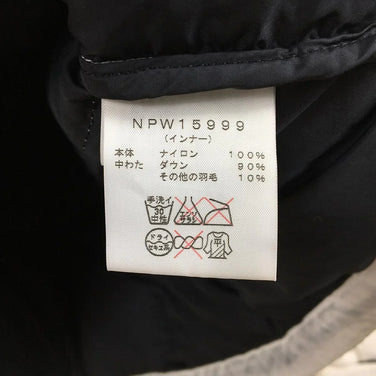 NPW15999
(インナー)
本体 ナイロン 100%
中わた ダウン 90%
その他の羽毛 10%
手洗イ
30
中性
ドライ
セキユ系
平